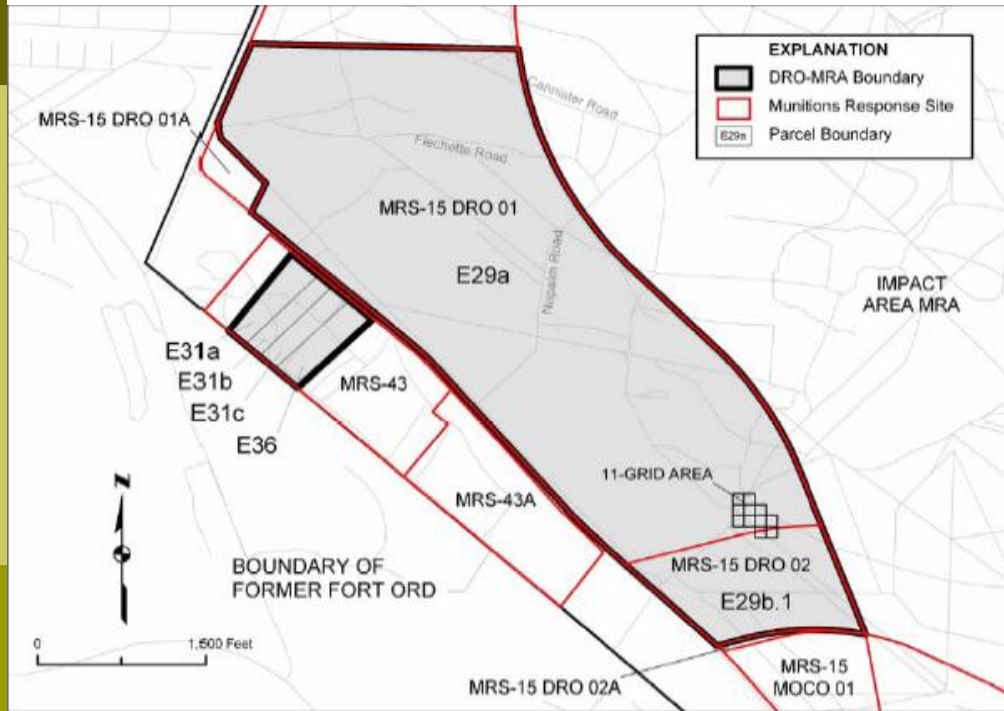 EXPLANATION
DRO-MRA Boundary
Munitions Response Site
E29a
Parcel Boundary
Cannister Road
MRS-15 DRO 01A
Flechette Road
MRS-15 DRO 01
Napalm Road
E29a
IMPACT
AREA MRA
E31a
E31b
E31c
E36
MRS-43
11-GRID AREA
MRS-43A
N
BOUNDARY OF
FORMER FORT ORD
MRS-15 DRO 02
E29b.1
0
1,500 Feet
MRS-15 DRO 02A
MRS-15
MOCO 01